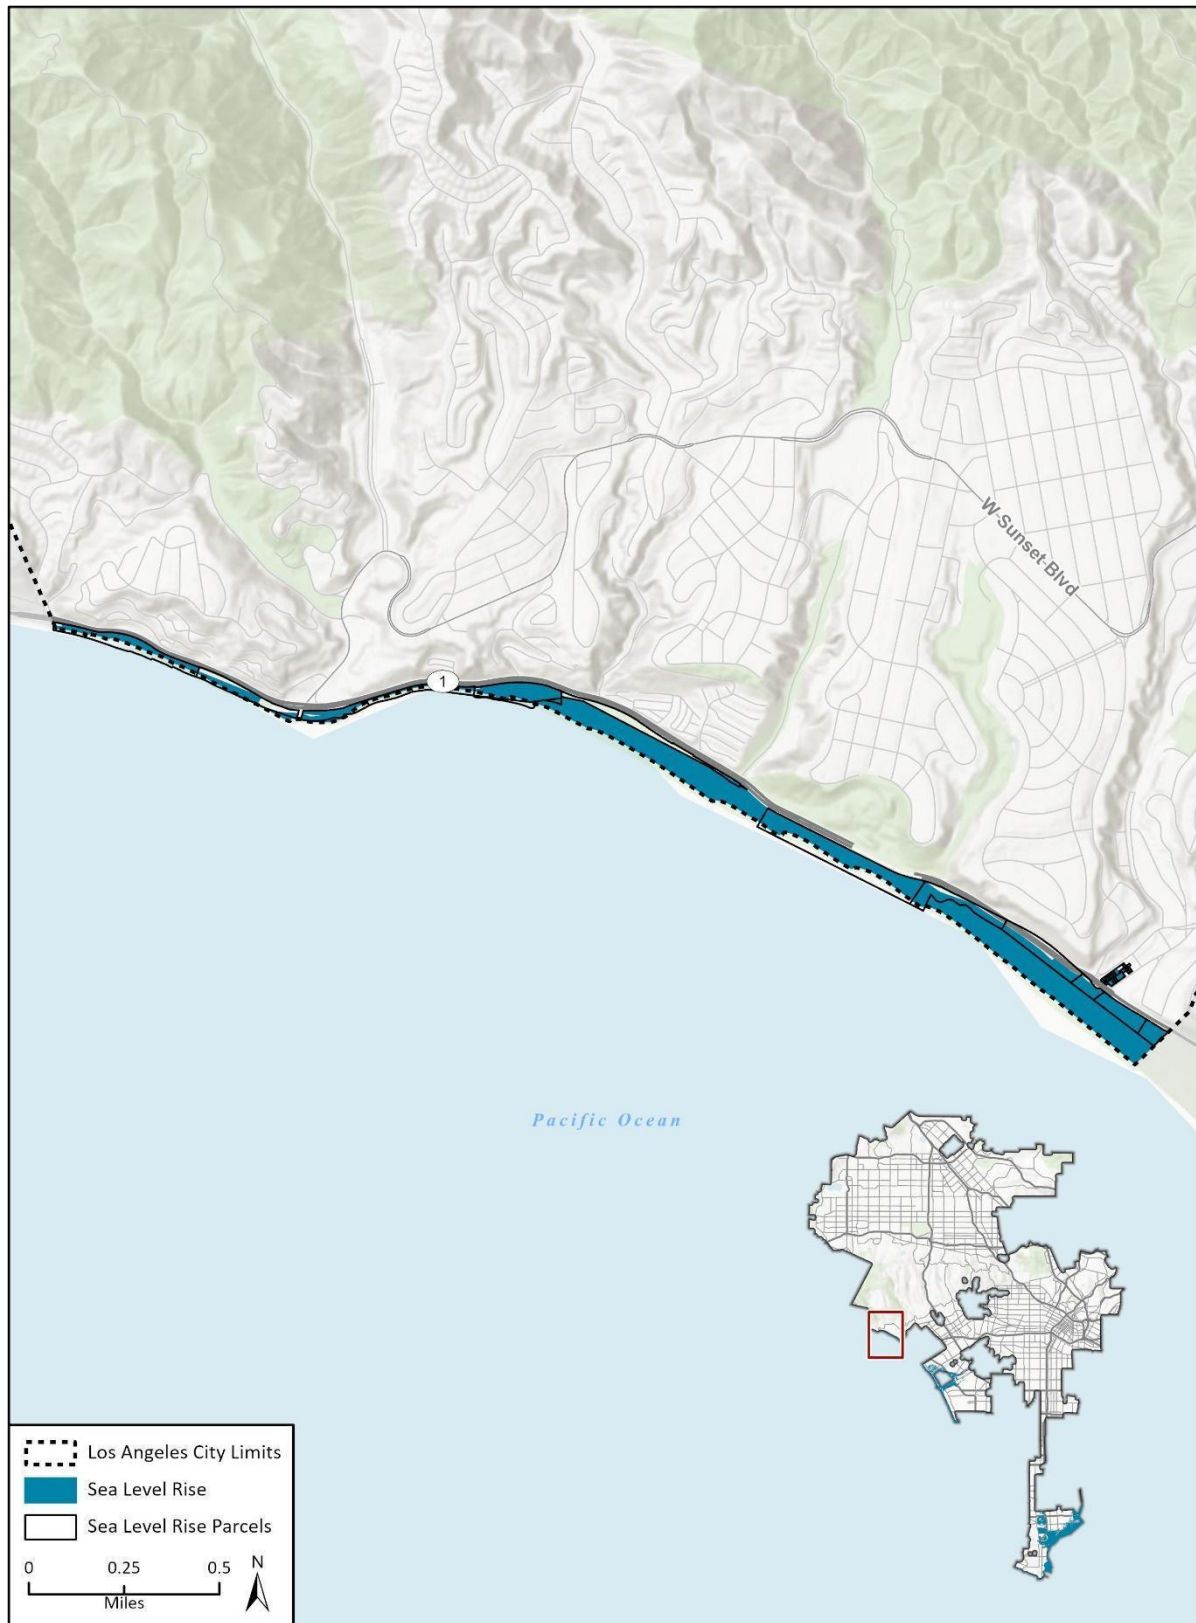 W-Sunset-Blvd
1
Pacific Ocean
Los Angeles City Limits
Sea Level Rise
Sea Level Rise Parcels
0 0.25 0.5
Miles
N